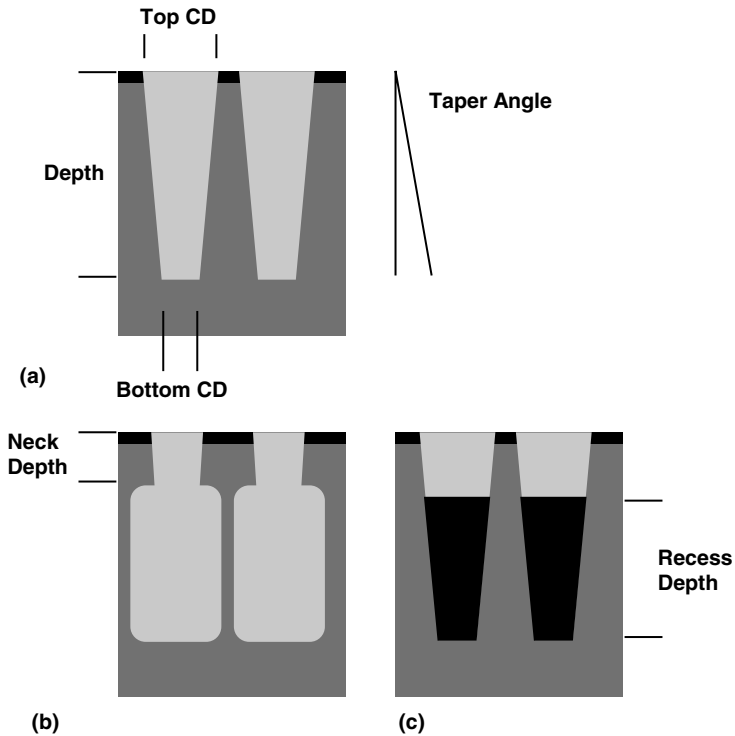 Top CD
Taper Angle
Depth
(a)
Bottom CD
Neck
Depth
Recess
Depth
(b)
(c)